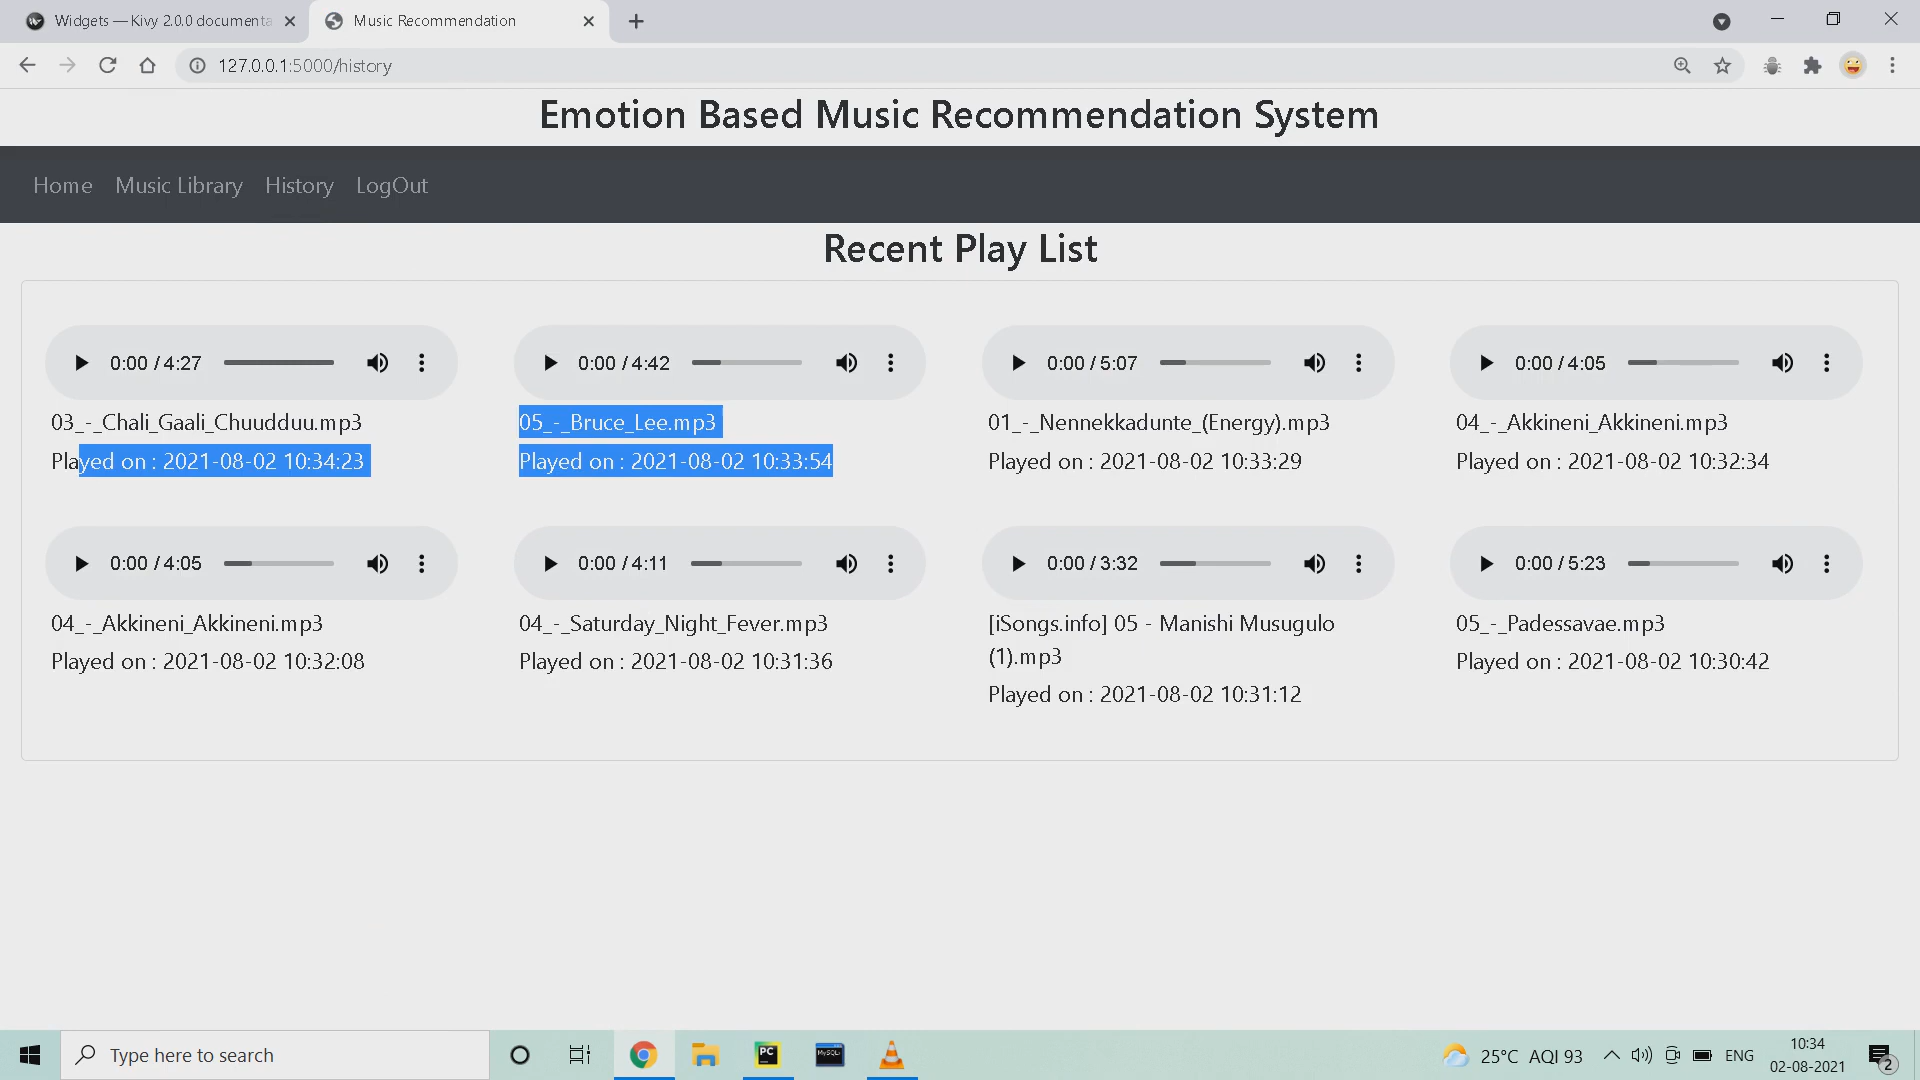 Widgets — Kivy 2.0.0 documenta
Music Recommendation
127.0.0.1:5000/history
Emotion Based Music Recommendation System
Home Music Library History LogOut
Recent Play List
0:00 / 4:27
0:00 / 4:42
0:00 / 5:07
0:00 / 4:05
03_-_Chali_Gaali_Chuudduu.mp3
05_-_Bruce_Lee.mp3
01_-_Nennekkadunte_(Energy).mp3
04_-_Akkineni_Akkineni.mp3
Played on : 2021-08-02 10:34:23
Played on : 2021-08-02 10:33:54
Played on : 2021-08-02 10:33:29
Played on : 2021-08-02 10:32:34
0:00 / 4:05
0:00 / 4:11
0:00 / 3:32
0:00 / 5:23
04_-_Akkineni_Akkineni.mp3
04_-_Saturday_Night_Fever.mp3
[iSongs.info] 05 - Manishi Musugulo
(1).mp3
05_-_Padessavae.mp3
Played on : 2021-08-02 10:32:08
Played on : 2021-08-02 10:31:36
Played on : 2021-08-02 10:31:12
Played on : 2021-08-02 10:30:42
Type here to search
PC
MySQL
25°C AQI 93
ENG
10:34
02-08-2021
2